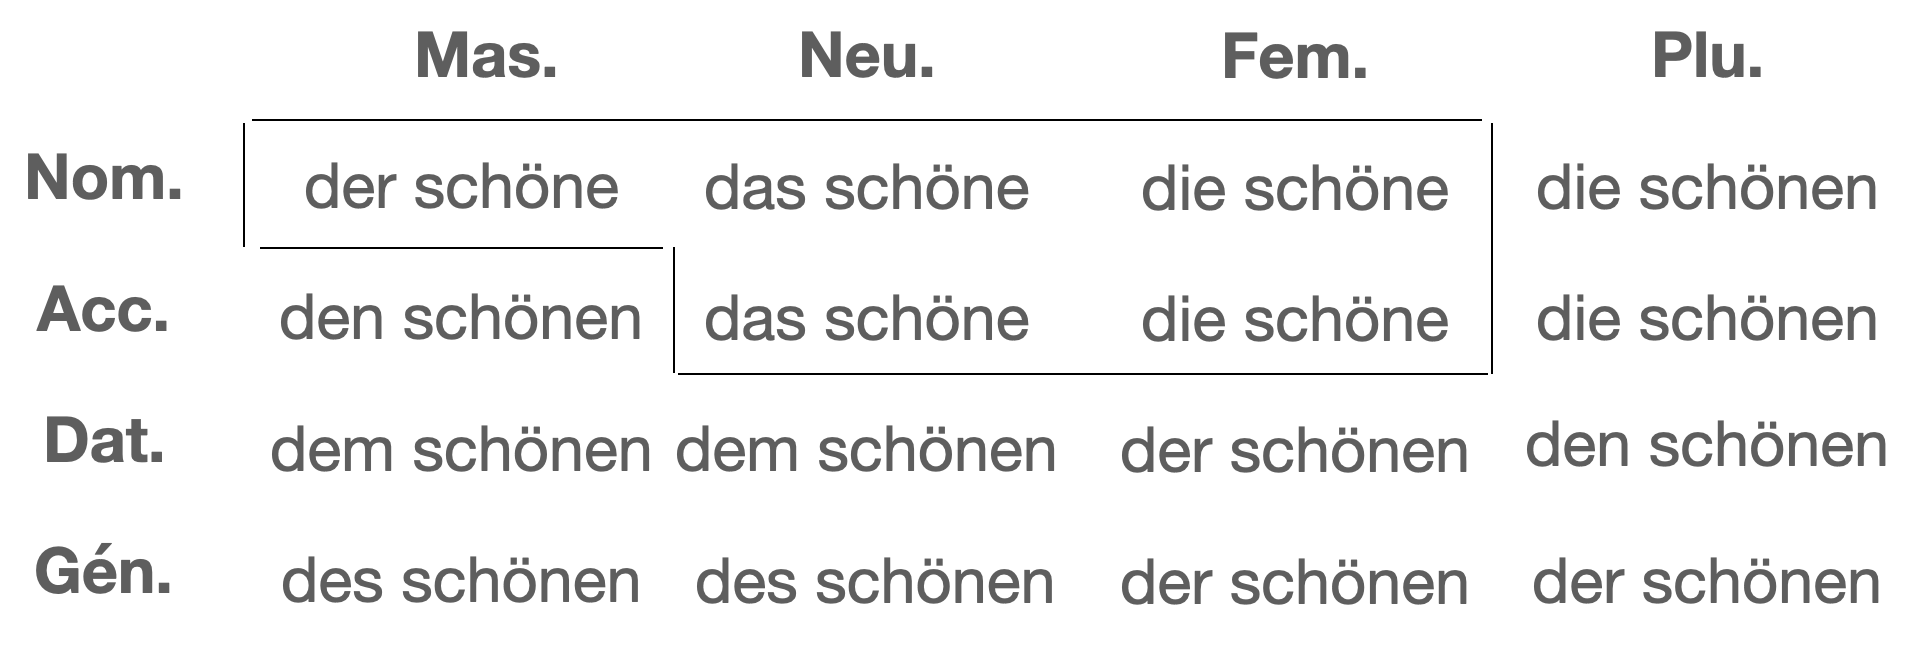 Mas. Neu. Fem. Plu.
Nom. der schöne das schöne die schöne die schönen
Acc. den schönen das schöne die schöne die schönen
Dat. dem schönen dem schönen der schönen den schönen
Gén. des schönen des schönen der schönen der schönen